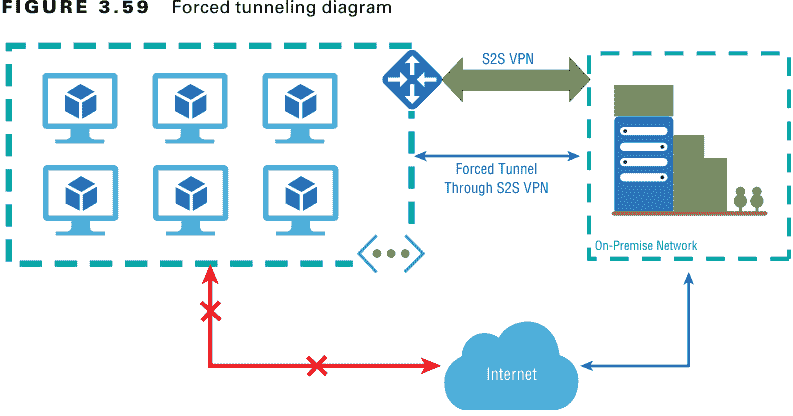 FIGURE 3.59 Forced tunneling diagram
S2S VPN
Forced Tunnel
Through S2S VPN
On-Premise Network
Internet